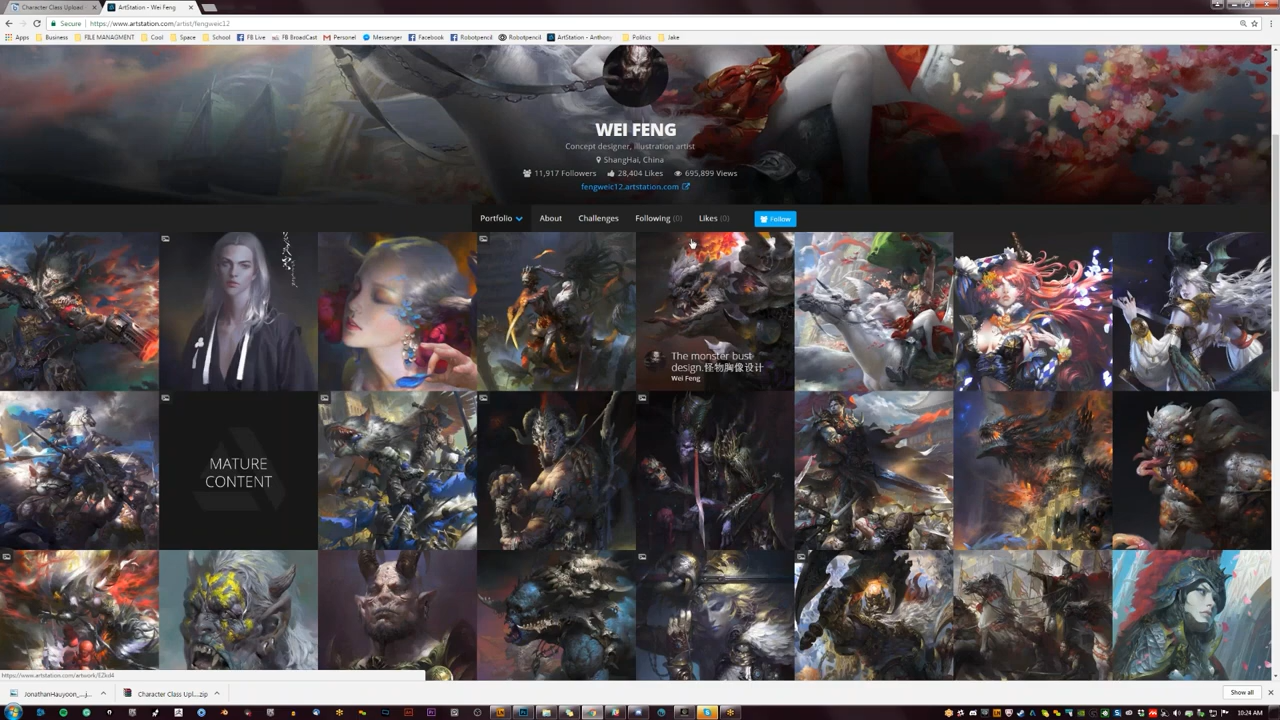 Character Class Upload
ArtStation - Wei Feng
Secure
https://www.artstation.com/artist/fengweic12
Apps
Business
FILE MANAGMENT
Cool
Space
School
FB Live
FB BroadCast
Personel
Messenger
Facebook
Robotpencil
Robotpencil
ArtStation - Anthony
Politics
Jake
WEI FENG
Concept designer, illustration artist
ShangHai, China
11,917 Followers
28,404 Likes
695,899 Views
fengweic12.artstation.com
Portfolio
About
Challenges
Following (0)
Likes (0)
Follow
The monster bust
design.怪物胸像设计
Wei Feng
MATURE
CONTENT
https://www.artstation.com/artwork/EZkd4
JonathanHauyoon_...j...
Character Class Upl....zip
Show all
10:24 AM